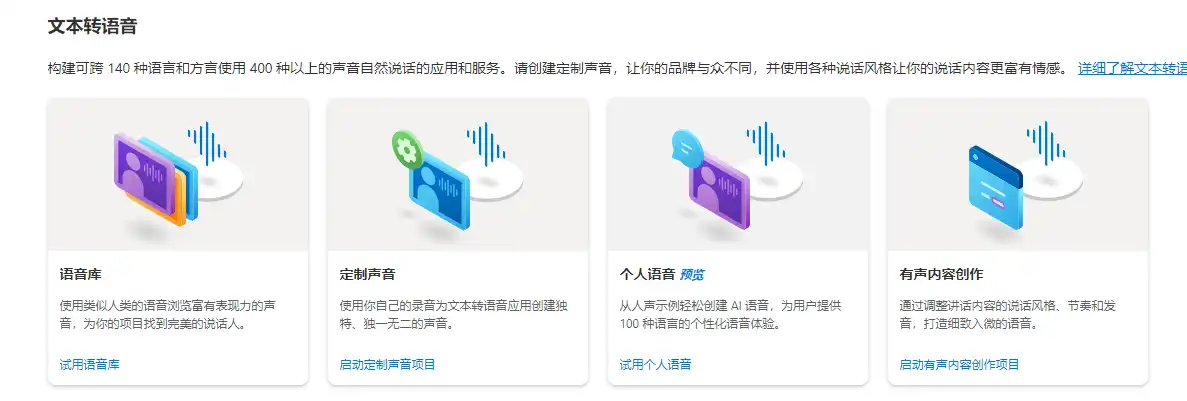 文本转语音
构建可跨 140 种语言和方言使用 400 种以上的声音自然说话的应用和服务。请创建定制声音，让你的品牌与众不同，并使用各种说话风格让你的说话内容更富有情感。 详细了解文本转语
语音库
使用类似人类的语音浏览富有表现力的声
音，为你的项目找到完美的说话人。
试用语音库
定制声音
使用你自己的录音为文本转语音应用创建独
特、独一无二的声音。
启动定制声音项目
个人语音 预览
从人声示例轻松创建 AI 语音，为用户提供
100 种语言的个性化语音体验。
试用个人语音
有声内容创作
通过调整讲话内容的说话风格、节奏和发
音，打造细致入微的语音。
启动有声内容创作项目